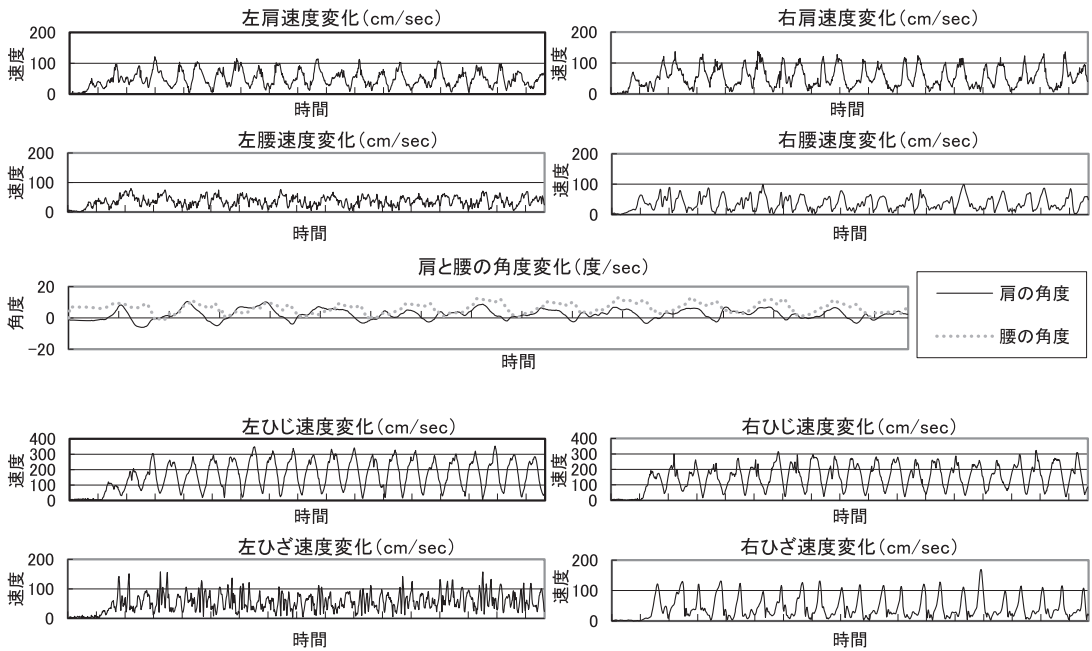 左肩速度変化(cm/sec)
200
100
0
速度
時間
右肩速度変化(cm/sec)
200
100
0
速度
時間
左腰速度変化(cm/sec)
200
100
0
速度
時間
右腰速度変化(cm/sec)
200
100
0
速度
時間
肩と腰の角度変化(度/sec)
20
0
-20
角度
時間
肩の角度
腰の角度
左ひじ速度変化(cm/sec)
400
300
200
100
0
速度
時間
右ひじ速度変化(cm/sec)
400
300
200
100
0
速度
時間
左ひざ速度変化(cm/sec)
200
100
0
速度
時間
右ひざ速度変化(cm/sec)
200
100
0
速度
時間